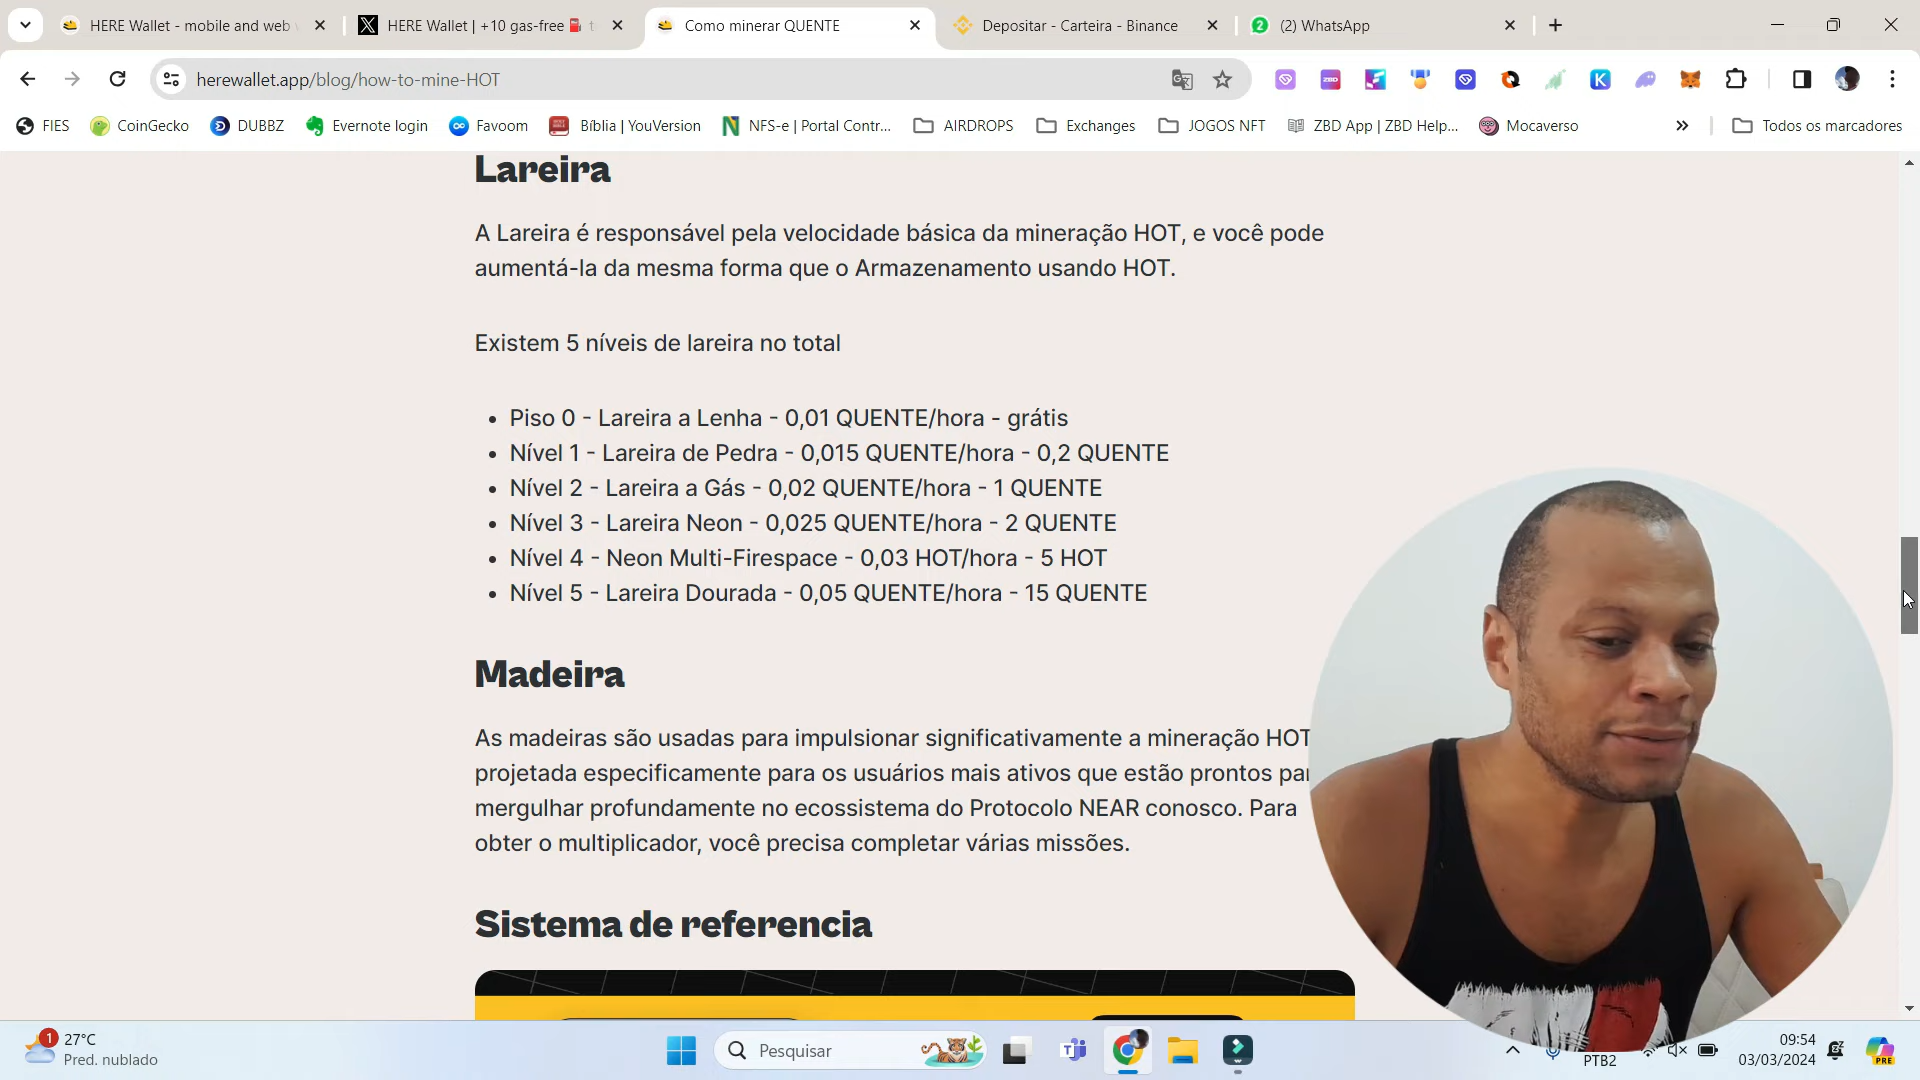 HERE Wallet - mobile and web
HERE Wallet | +10 gas-free
Como minerar QUENTE
Depositar - Carteira - Binance
(2) WhatsApp
herewallet.app/blog/how-to-mine-HOT
FIES
CoinGecko
DUBBZ
Evernote login
Favoom
Bíblia | YouVersion
NFS-e | Portal Contr...
AIRDROPS
Exchanges
JOGOS NFT
ZBD App | ZBD Help...
Mocaverso
Todos os marcadores
Lareira
A Lareira é responsável pela velocidade básica da mineração HOT, e você pode
aumentá-la da mesma forma que o Armazenamento usando HOT.
Existem 5 níveis de lareira no total
• Piso 0 - Lareira a Lenha - 0,01 QUENTE/hora - grátis
• Nível 1 - Lareira de Pedra - 0,015 QUENTE/hora - 0,2 QUENTE
• Nível 2 - Lareira a Gás - 0,02 QUENTE/hora - 1 QUENTE
• Nível 3 - Lareira Neon - 0,025 QUENTE/hora - 2 QUENTE
• Nível 4 - Neon Multi-Firespace - 0,03 HOT/hora - 5 HOT
• Nível 5 - Lareira Dourada - 0,05 QUENTE/hora - 15 QUENTE
Madeira
As madeiras são usadas para impulsionar significativamente a mineração HOT
projetada especificamente para os usuários mais ativos que estão prontos
mergulhar profundamente no ecossistema do Protocolo NEAR conosco. Para
obter o multiplicador, você precisa completar várias missões.
Sistema de referencia
1
27°C
Pred. nublado
Pesquisar
PTB2
09:54
03/03/2024
PRE